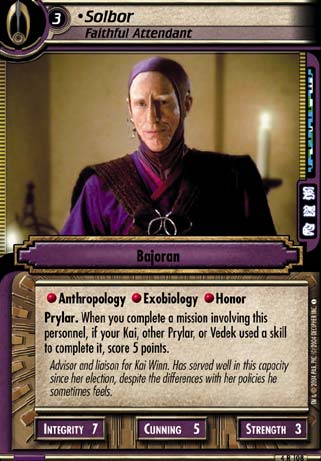 3
•Solbor
Faithful Attendant
Bajoran
Anthropology Exobiology Honor
Prylar. When you complete a mission involving this
personnel, if your Kai, other Prylar, or Vedek used a skill
to complete it, score 5 points.
Advisor and liaison for Kai Winn. Has served well in this capacity
since her election, despite the differences with her policies he
sometimes feels.
INTEGRITY 7 CUNNING 5 STRENGTH 3
4 R 108